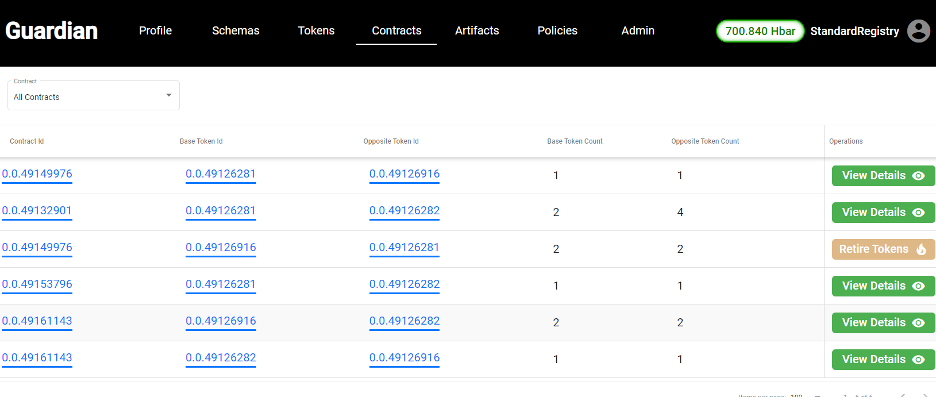 Guardian Profile Schemas Tokens Contracts Artifacts Policies Admin 700.840 Hbar StandardRegistry
Contract
All Contracts
Contract Id Base Token Id Opposite Token Id Base Token Count Opposite Token Count Operations
0.0.49149976 0.0.49126281 0.0.49126916 1 1 View Details
0.0.49132901 0.0.49126281 0.0.49126282 2 4 View Details
0.0.49149976 0.0.49126916 0.0.49126281 2 2 Retire Tokens
0.0.49153796 0.0.49126281 0.0.49126282 1 1 View Details
0.0.49161143 0.0.49126916 0.0.49126282 2 2 View Details
0.0.49161143 0.0.49126282 0.0.49126916 1 1 View Details